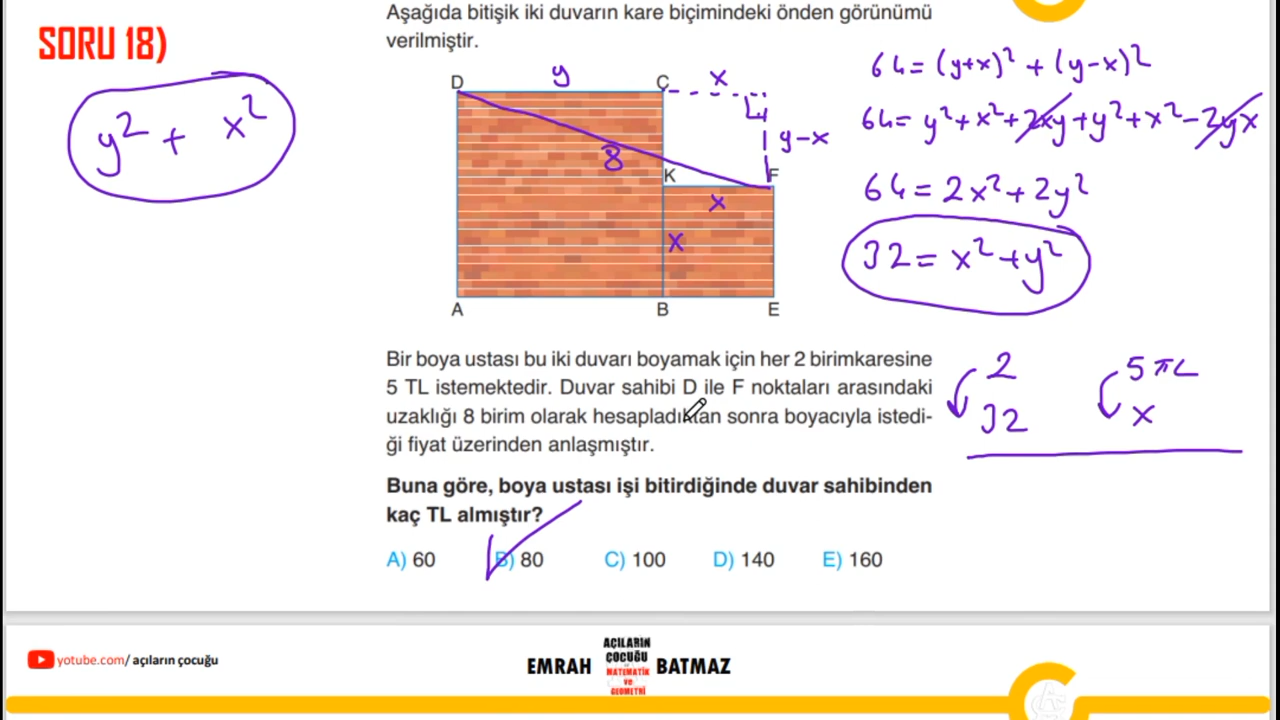 SORU 18)
y² + x²
Aşağıda bitişik iki duvarın kare biçimindeki önden görünümü
verilmiştir.
D y C x
8
y-x
K F
x
x
A B E
64 = (y+x)² + (y-x)²
64 = y²+x²+2xy+y²+x²-2yx
64 = 2x²+2y²
32 = x²+y²
Bir boya ustası bu iki duvarı boyamak için her 2 birimkaresine
5 TL istemektedir. Duvar sahibi D ile F noktaları arasındaki
uzaklığı 8 birim olarak hesapladıktan sonra boyacıyla istedi-
ği fiyat üzerinden anlaşmıştır.
2 5 TL
32 x
Buna göre, boya ustası işi bitirdiğinde duvar sahibinden
kaç TL almıştır?
A) 60 B) 80 C) 100 D) 140 E) 160
yotube.com/ açıların çocuğu
EMRAH
AÇILARIN
ÇOCUĞU
MATEMATİK
ve
GEOMETRİ
BATMAZ